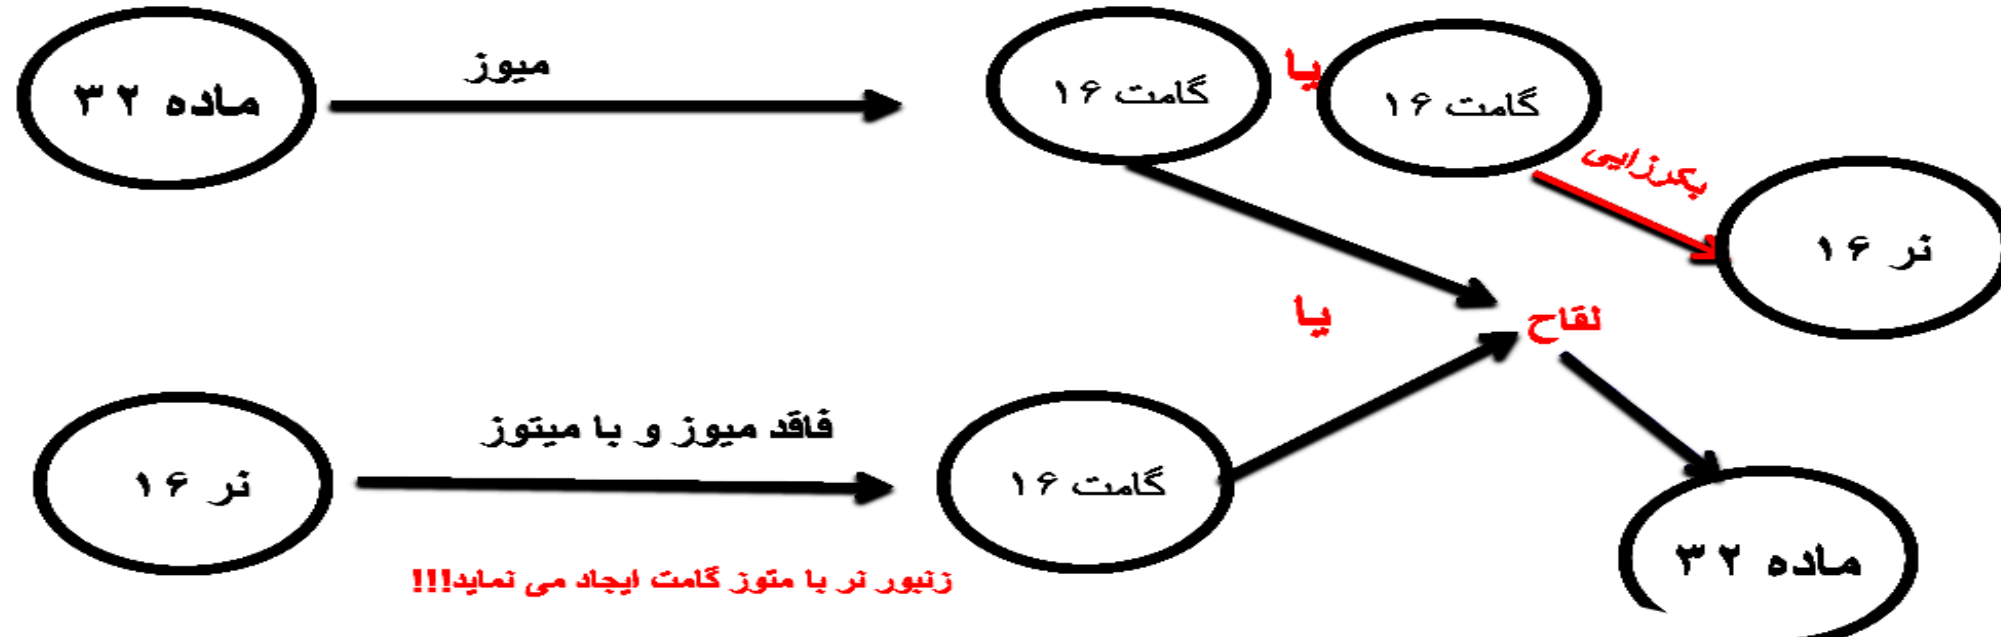 ماده ۳۲
میوز
گامت ۱۶
یا
گامت ۱۶
بکرزایی
نر ۱۶
یا
لقاح
نر ۱۶
فاقد میوز و با میتوز
گامت ۱۶
ماده ۳۲
زنبور نر با متوز گامت ایجاد می نماید!!!